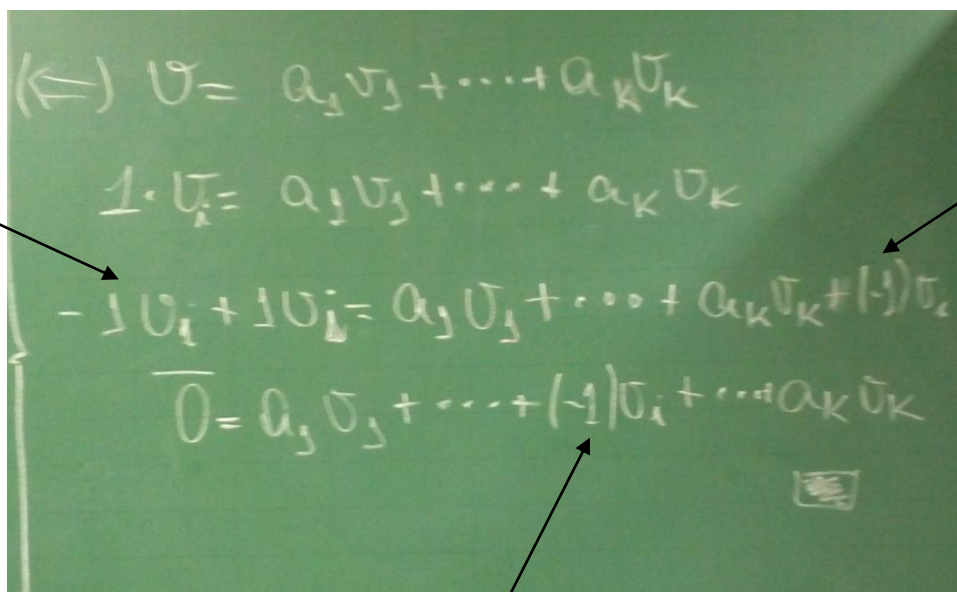 (⇐) v = a₁v₁ + ···· + aₖvₖ
1·vᵢ = a₁v₁ + ···· + aₖvₖ
-1vᵢ + 1vᵢ = a₁v₁ + ···· + aₖvₖ + (-1)vᵢ
0̅ = a₁v₁ + ···· + (-1)vᵢ + ··· aₖvₖ